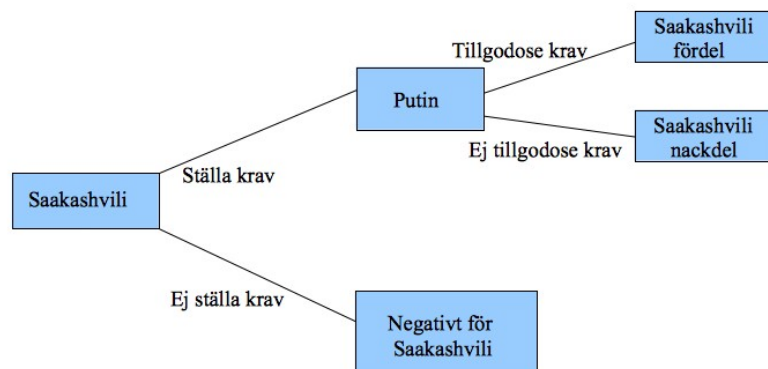 Saakashvili
fördel
Tillgodose krav
Putin
Saakashvili
nackdel
Ej tillgodose krav
Ställa krav
Saakashvili
Ej ställa krav
Negativt för
Saakashvili